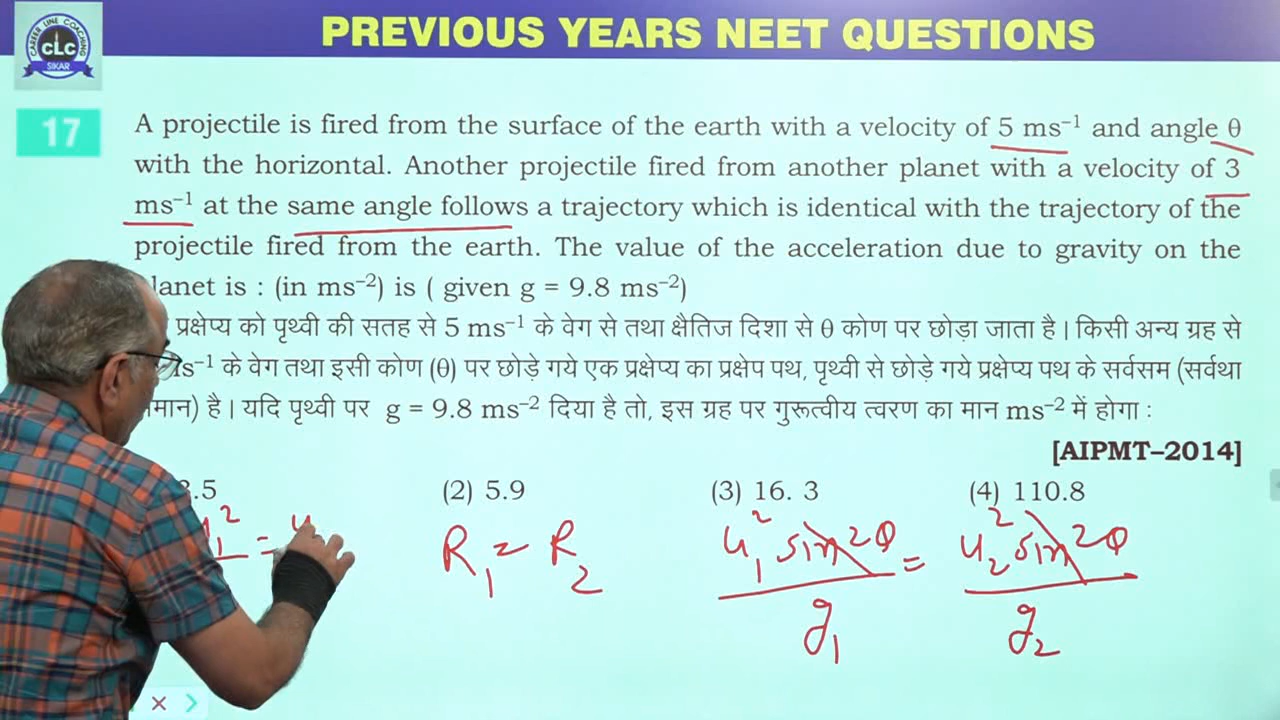 PREVIOUS YEARS NEET QUESTIONS
CAREER LINE COACHING
CLC
SIKAR
17
A projectile is fired from the surface of the earth with a velocity of 5 ms⁻¹ and angle θ
with the horizontal. Another projectile fired from another planet with a velocity of 3
ms⁻¹ at the same angle follows a trajectory which is identical with the trajectory of the
projectile fired from the earth. The value of the acceleration due to gravity on the
is : (in ms⁻²) is ( given g = 9.8 ms⁻²)
प्रक्षेप्य को पृथ्वी की सतह से 5 ms⁻¹ के वेग से तथा क्षैतिज दिशा से θ कोण पर छोड़ा जाता है। किसी अन्य ग्रह से
के वेग तथा इसी कोण (θ) पर छोड़े गये एक प्रक्षेप्य का प्रक्षेप पथ, पृथ्वी से छोड़े गये प्रक्षेप्य पथ के सर्वसम (सर्वथा
है। यदि पृथ्वी पर g = 9.8 ms⁻² दिया है तो, इस ग्रह पर गुरूत्वीय त्वरण का मान ms⁻² में होगा :
[AIPMT–2014]
.5 (2) 5.9 (3) 16. 3 (4) 110.8
R₁ = R₂ u₁² sin2θ = u₂² sin2θ
g₁ g₂